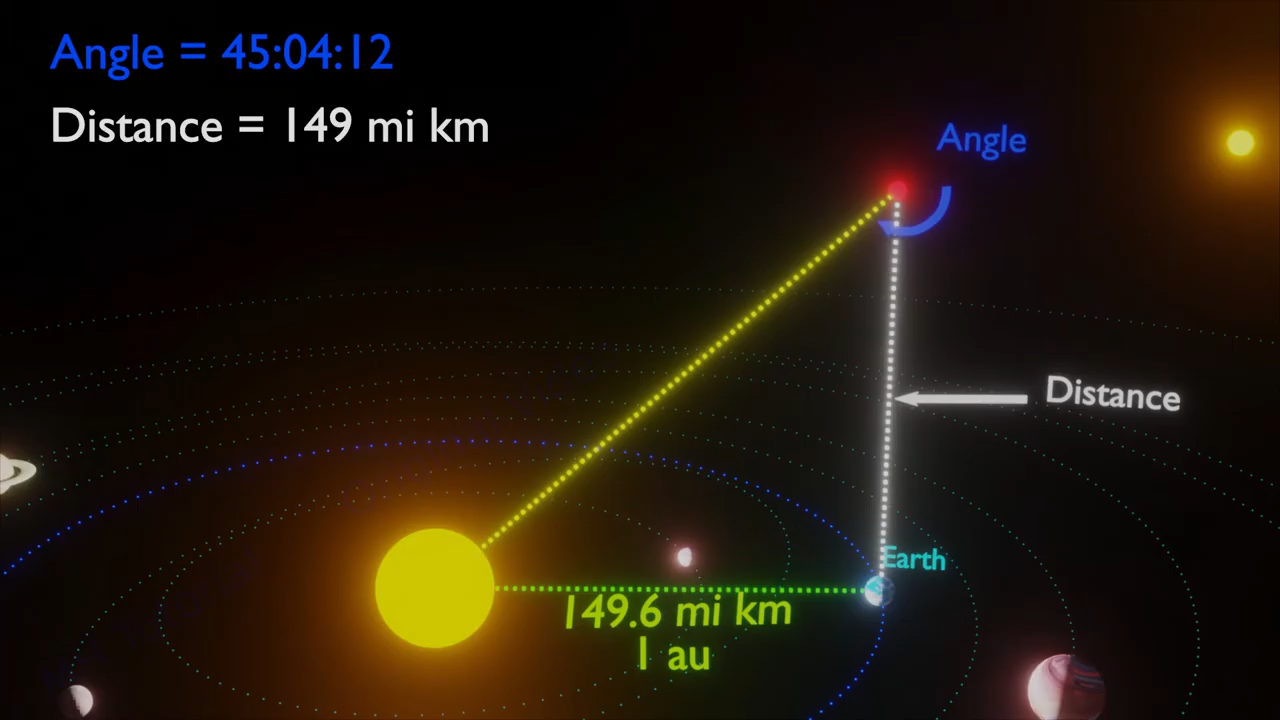 Angle = 45:04:12
Distance = 149 mi km
Angle
Distance
Earth
149.6 mi km
1 au